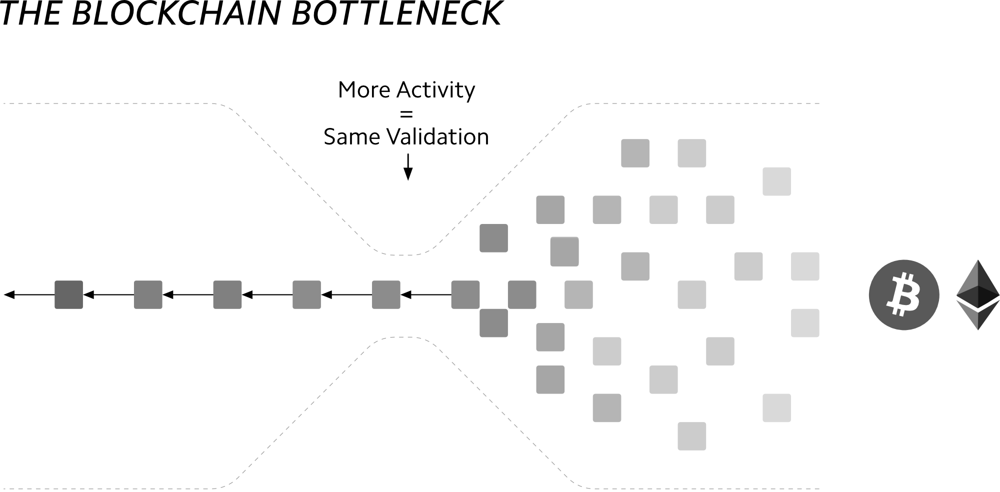 THE BLOCKCHAIN BOTTLENECK
More Activity
=
Same Validation